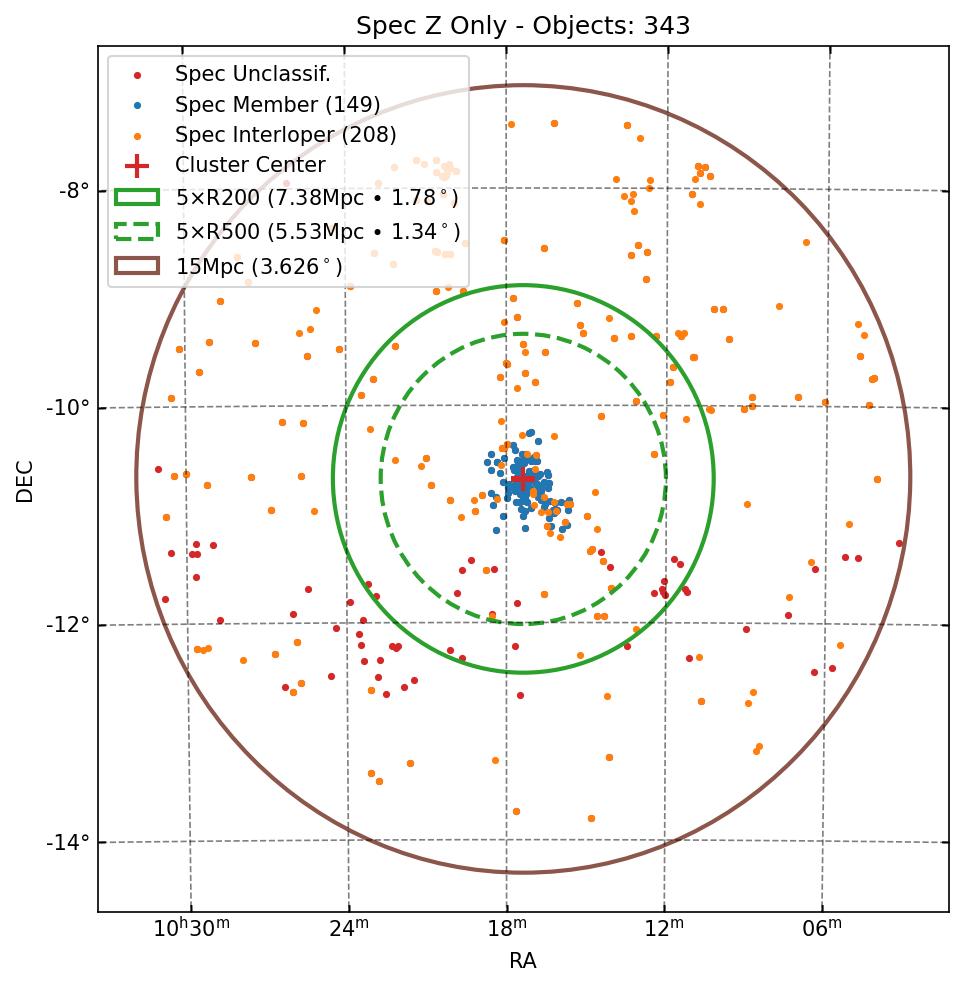 Spec Z Only - Objects: 343
Spec Unclassif.
Spec Member (149)
Spec Interloper (208)
Cluster Center
5×R200 (7.38Mpc • 1.78°)
5×R500 (5.53Mpc • 1.34°)
15Mpc (3.626°)
-8°
-10°
-12°
-14°
DEC
10ʰ30ᵐ 24ᵐ 18ᵐ 12ᵐ 06ᵐ
RA